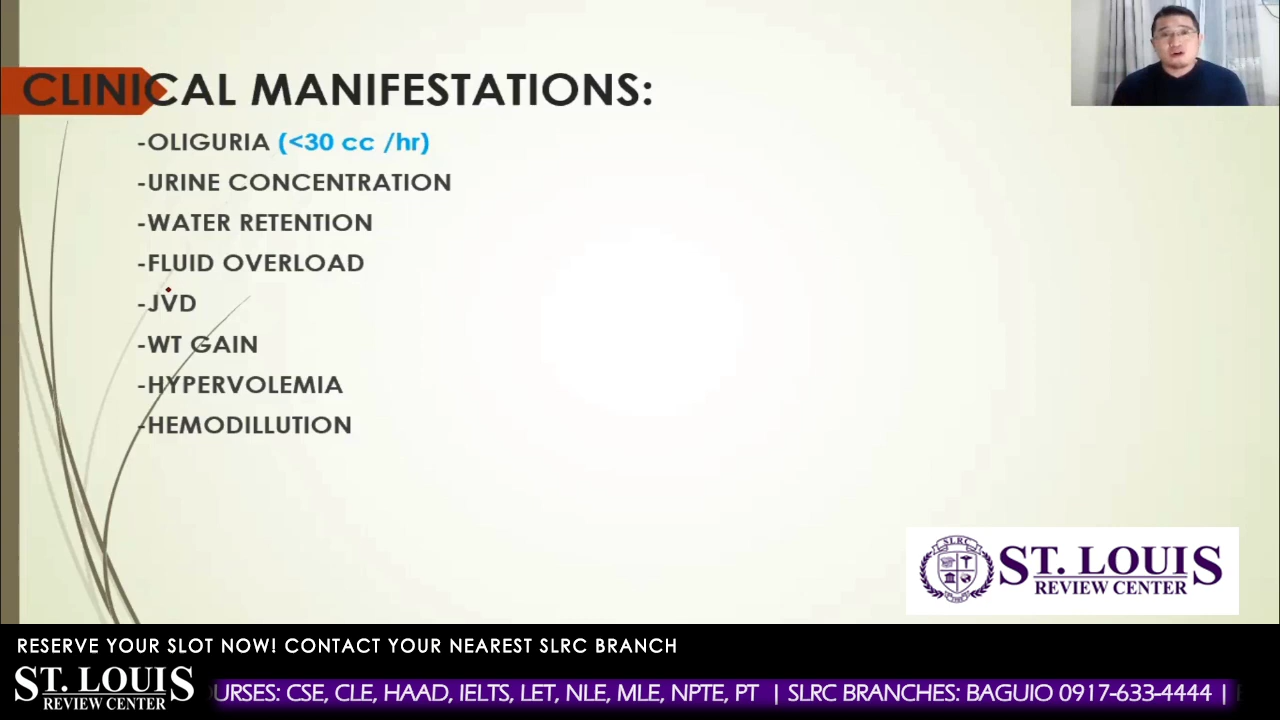 CLINICAL MANIFESTATIONS:
-OLIGURIA (<30 cc /hr)
-URINE CONCENTRATION
-WATER RETENTION
-FLUID OVERLOAD
-JVD
-WT GAIN
-HYPERVOLEMIA
-HEMODILLUTION
SLRC
ST. LOUIS
REVIEW CENTER
RESERVE YOUR SLOT NOW! CONTACT YOUR NEAREST SLRC BRANCH
ST. LOUIS
REVIEW CENTER
URSES: CSE, CLE, HAAD, IELTS, LET, NLE, MLE, NPTE, PT | SLRC BRANCHES: BAGUIO 0917-633-4444 |